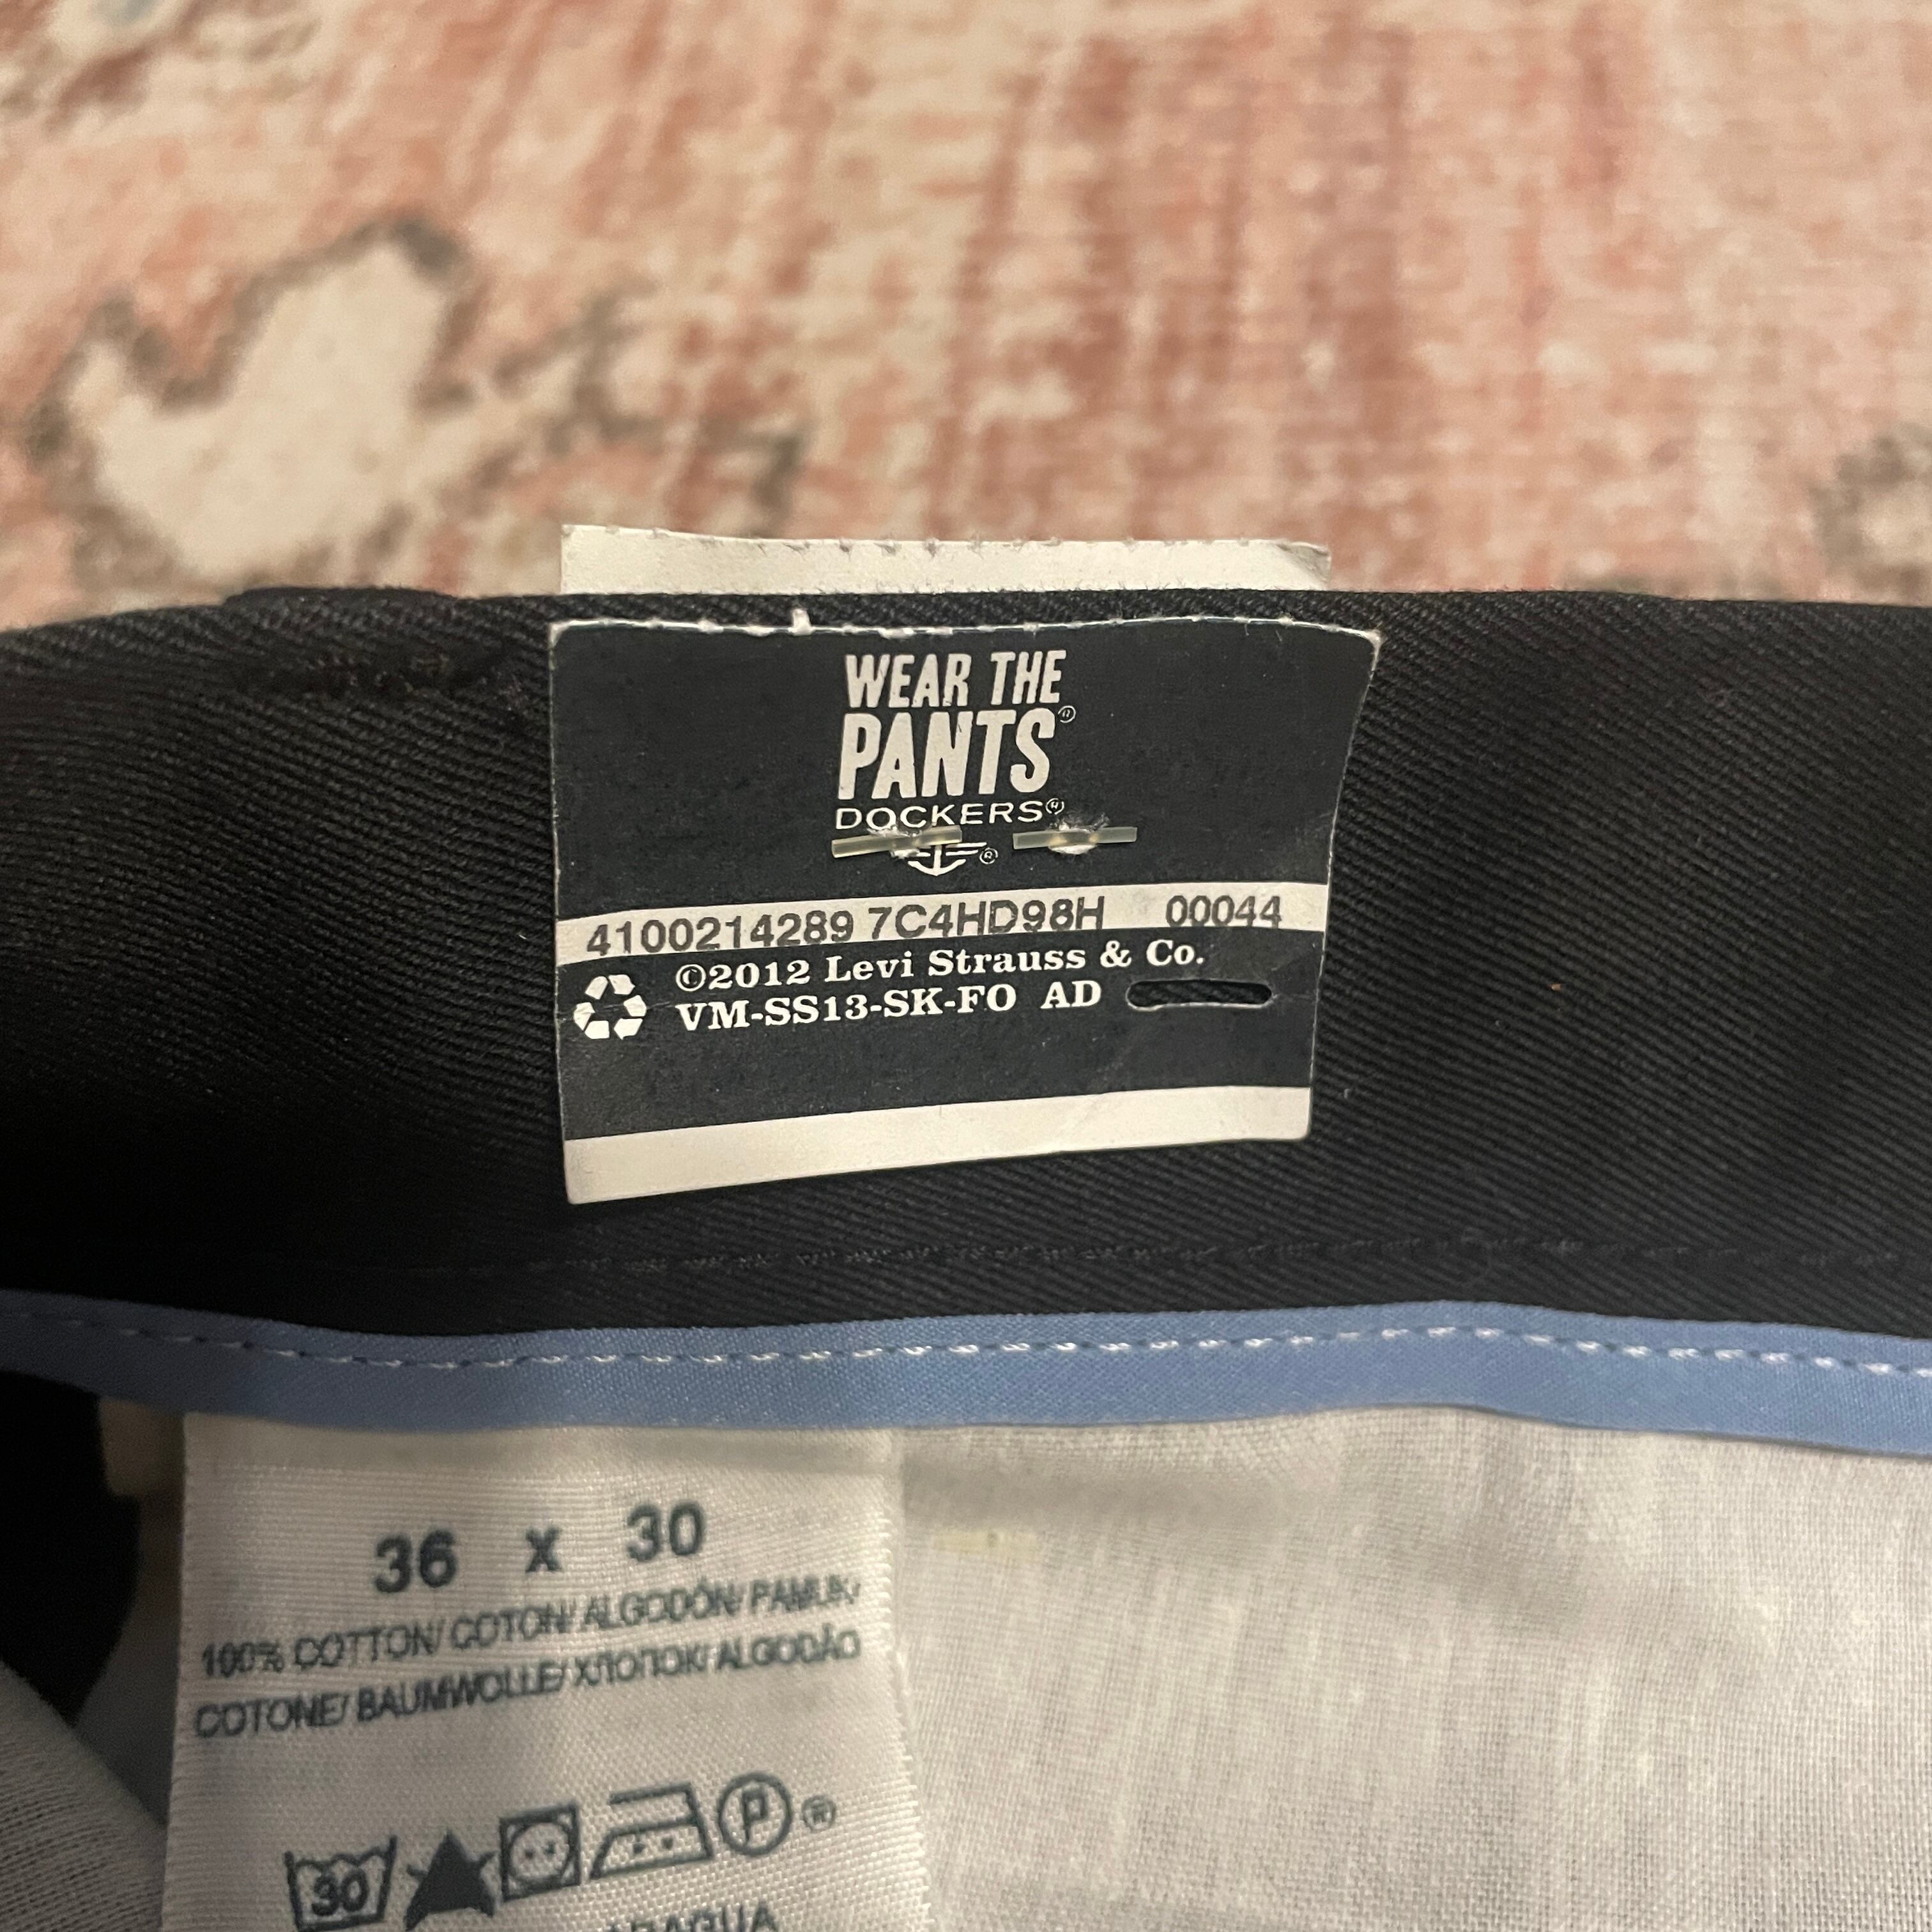 WEAR THE
PANTS®
DOCKERS®
®
4100214289 7C4HD98H 00044
©2012 Levi Strauss & Co.
VM-SS13-SK-FO AD
36 x 30
100% COTTON/ COTON/ ALGODÓN/ PAMUK/
COTONE/ BAUMWOLLE/ ХЛОПОК/ ALGODÃO
30 P ®